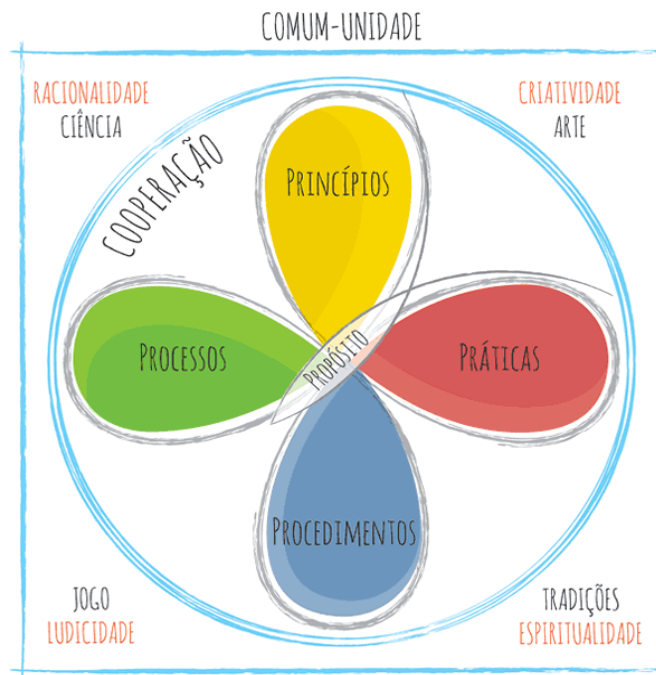 COMUM-UNIDADE
RACIONALIDADE
CIÊNCIA
CRIATIVIDADE
ARTE
COOPERAÇÃO
PRINCÍPIOS
PROCESSOS
PROPÓSITO
PRÁTICAS
PROCEDIMENTOS
JOGO
LUDICIDADE
TRADIÇÕES
ESPIRITUALIDADE